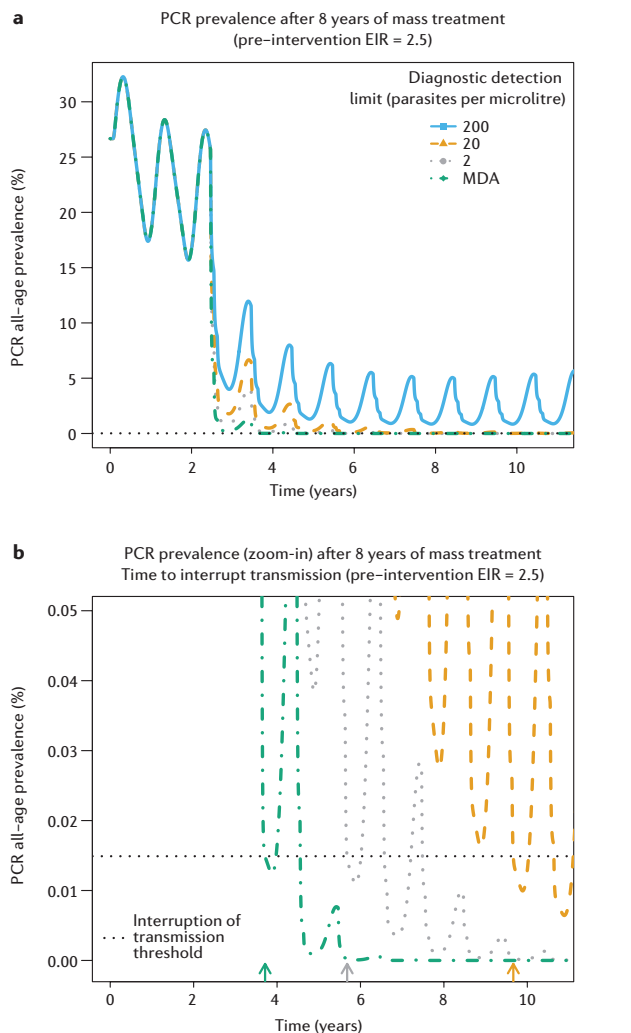 a
PCR prevalence after 8 years of mass treatment
(pre–intervention EIR = 2.5)
Diagnostic detection
limit (parasites per microlitre)
200
20
2
MDA
PCR all–age prevalence (%)
30
25
20
15
10
5
0
0 2 4 6 8 10
Time (years)
b
PCR prevalence (zoom–in) after 8 years of mass treatment
Time to interrupt transmission (pre–intervention EIR = 2.5)
PCR all–age prevalence (%)
0.05
0.04
0.03
0.02
0.01
0.00
Interruption of
transmission
threshold
0 2 4 6 8 10
Time (years)